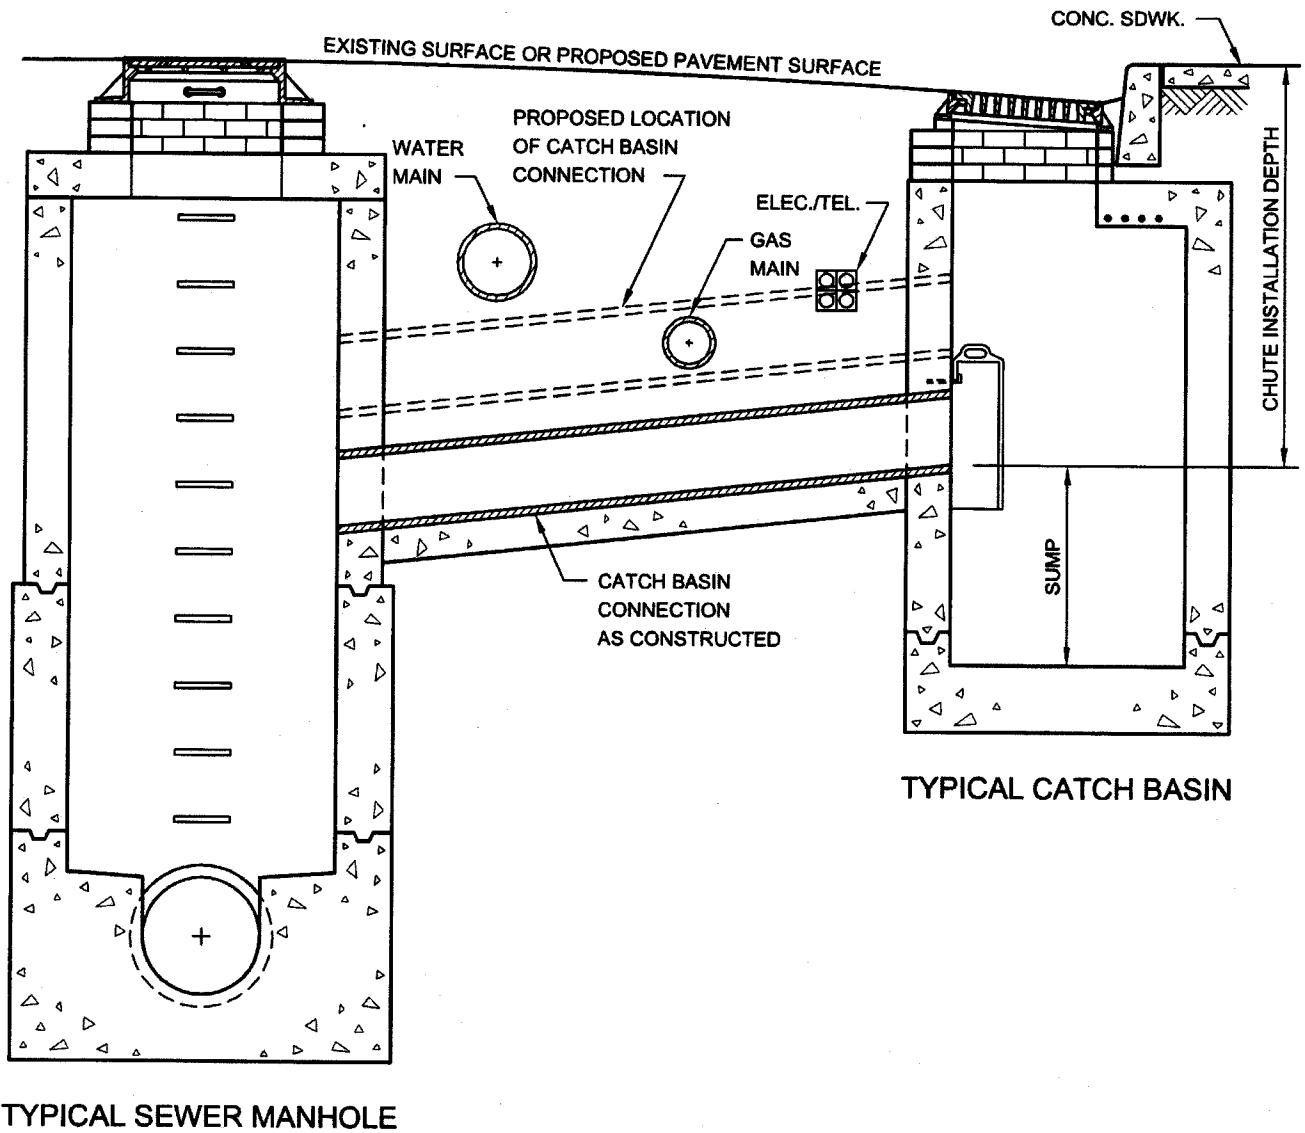 CONC. SDWK.
EXISTING SURFACE OR PROPOSED PAVEMENT SURFACE
PROPOSED LOCATION
OF CATCH BASIN
CONNECTION
WATER
MAIN
ELEC./TEL.
GAS
MAIN
CHUTE INSTALLATION DEPTH
SUMP
CATCH BASIN
CONNECTION
AS CONSTRUCTED
TYPICAL CATCH BASIN
TYPICAL SEWER MANHOLE